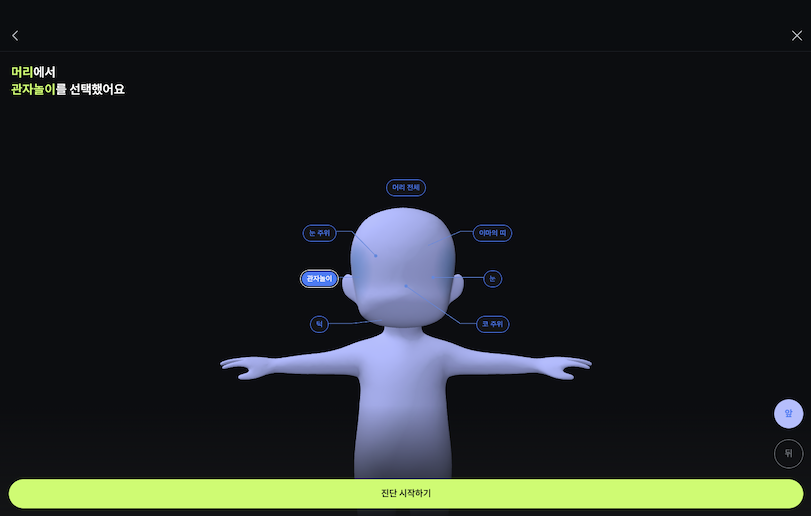 머리에서
관자놀이를 선택했어요
머리 전체
눈 주위
이마의 띠
관자놀이
눈
턱
코 주위
앞
뒤
진단 시작하기